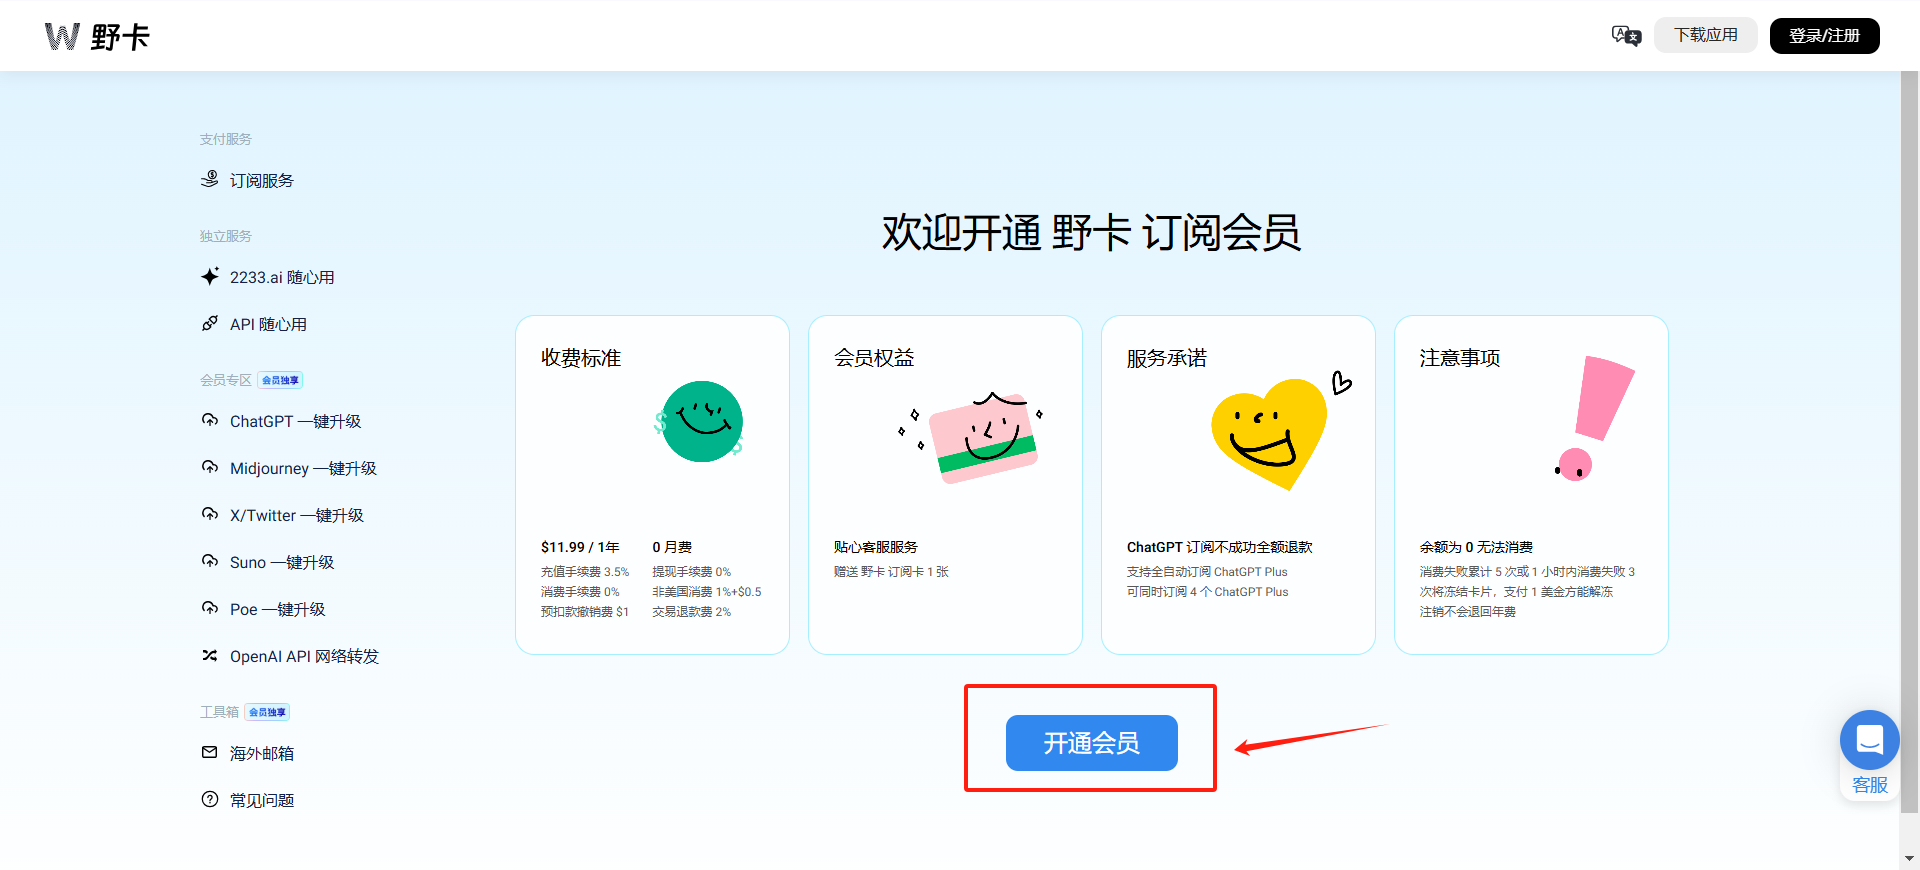 W 野卡
下载应用
登录/注册
支付服务
订阅服务
独立服务
2233.ai 随心用
API 随心用
会员专区 会员独享
ChatGPT 一键升级
Midjourney 一键升级
X/Twitter 一键升级
Suno 一键升级
Poe 一键升级
OpenAI API 网络转发
工具箱 会员独享
海外邮箱
常见问题
欢迎开通 野卡 订阅会员
收费标准
$11.99 / 1年
充值手续费 3.5%
消费手续费 0%
预扣款撤销费 $1
0 月费
提现手续费 0%
非美国消费 1%+$0.5
交易退款费 2%
会员权益
贴心客服服务
赠送 野卡 订阅卡 1 张
服务承诺
ChatGPT 订阅不成功全额退款
支持全自动订阅 ChatGPT Plus
可同时订阅 4 个 ChatGPT Plus
注意事项
余额为 0 无法消费
消费失败累计 5 次或 1 小时内消费失败 3
次将冻结卡片，支付 1 美金方能解冻
注销不会退回年费
开通会员
客服